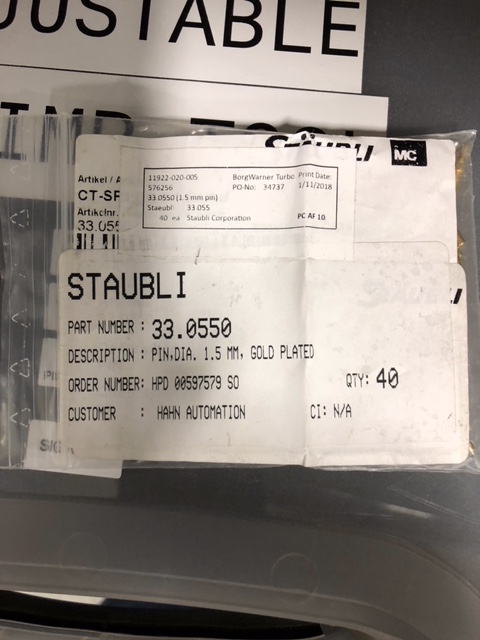 JUSTABLE
STÄUBLI MC
Artikel / A
CT-SP
Artikelnr.
33.055
11922-020-005 BorgWarner Turbo Print Date:
576256 PO-No: 34737 1/11/2018
33.0550 (1.5 mm pin)
Staeubl 33.055
40 ea Staubli Corporation PC AF 10
STAUBLI
PART NUMBER : 33.0550
DESCRIPTION : PIN,DIA. 1.5 MM, GOLD PLATED
ORDER NUMBER: HPD 00597579 SO QTY: 40
CUSTOMER : HAHN AUTOMATION CI: N/A